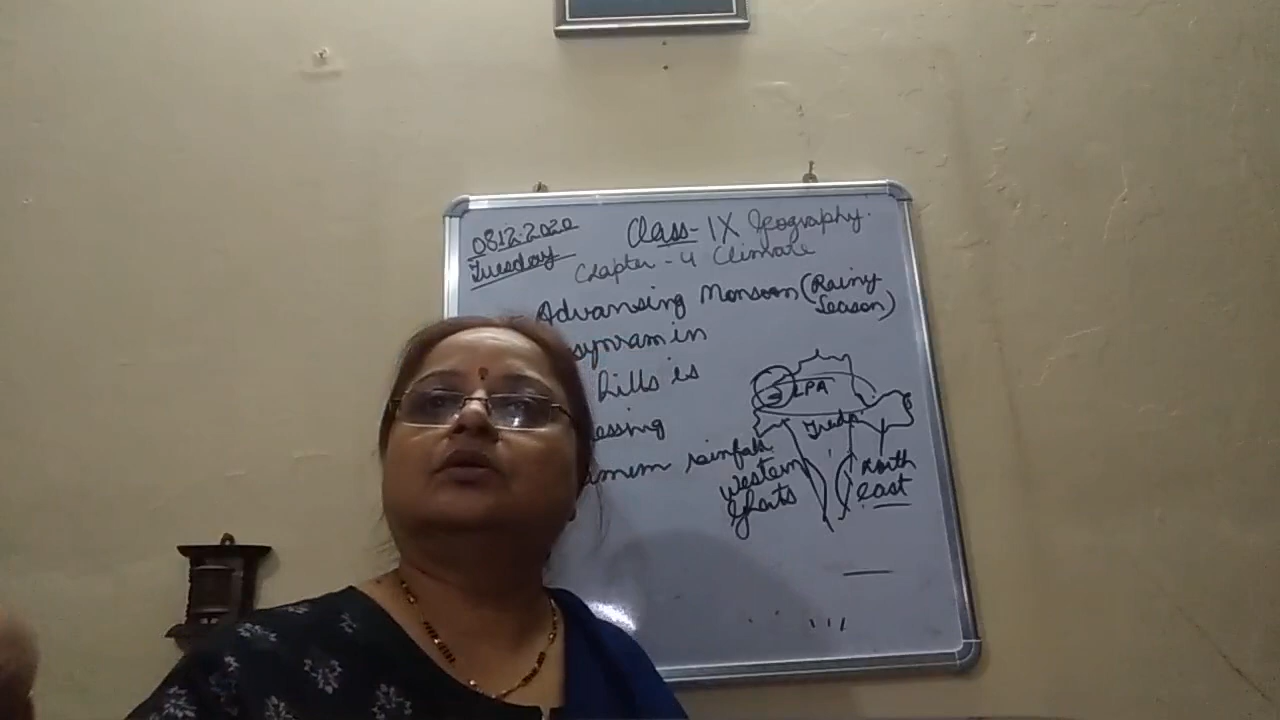 08.12.2020
Tuesday
Class-IX Geography.
Chapter - 4 Climate
Advansing Monsoon (Rainy
Season)
in
hills is
essing
rainfall
LPA
India
Western
Ghats
North
East